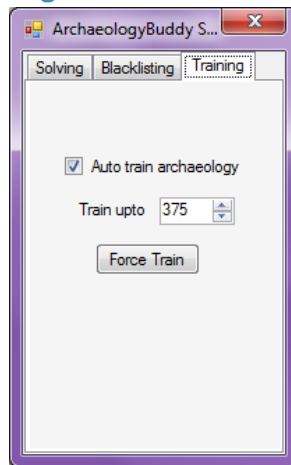 ArchaeologyBuddy S...
Solving Blacklisting Training
Auto train archaeology
Train upto 375
Force Train